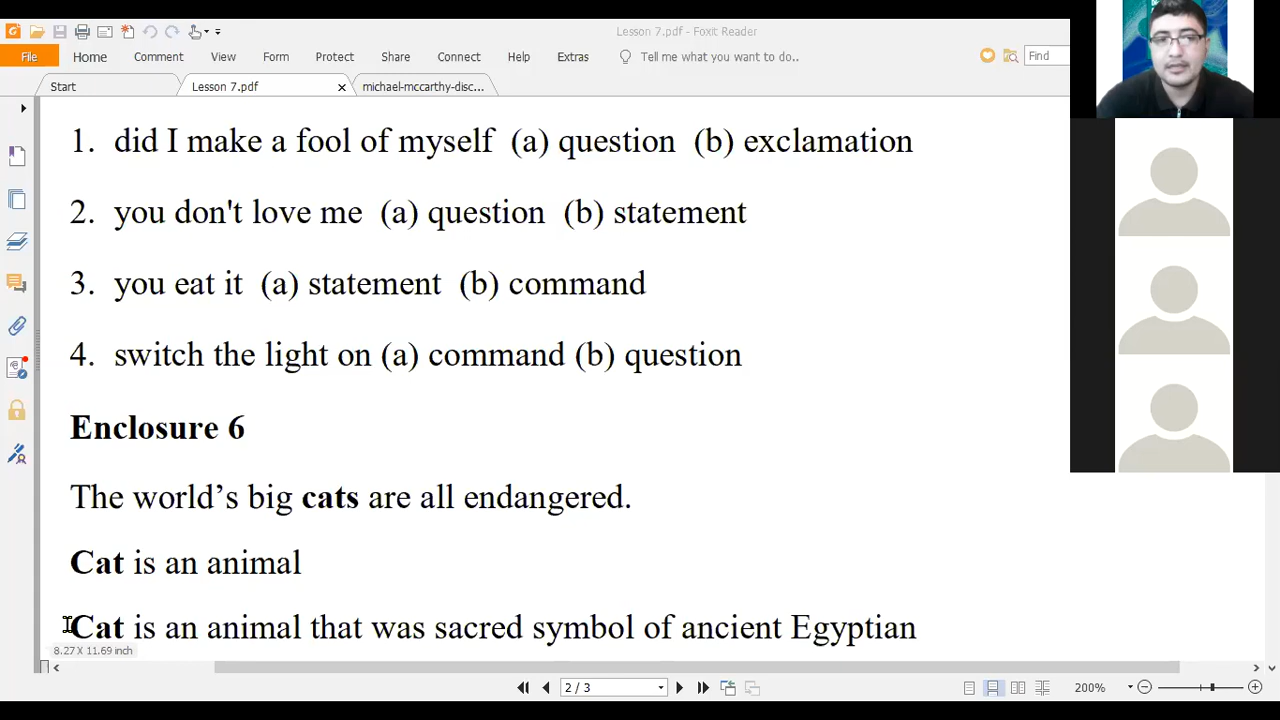 Lesson 7.pdf - Foxit Reader
File Home Comment View Form Protect Share Connect Help Extras Tell me what you want to do.. Find
Start Lesson 7.pdf michael-mccarthy-disc...
1. did I make a fool of myself (a) question (b) exclamation
2. you don't love me (a) question (b) statement
3. you eat it (a) statement (b) command
4. switch the light on (a) command (b) question
Enclosure 6
The world’s big cats are all endangered.
Cat is an animal
Cat is an animal that was sacred symbol of ancient Egyptian
8.27 X 11.69 inch
2 / 3 200%